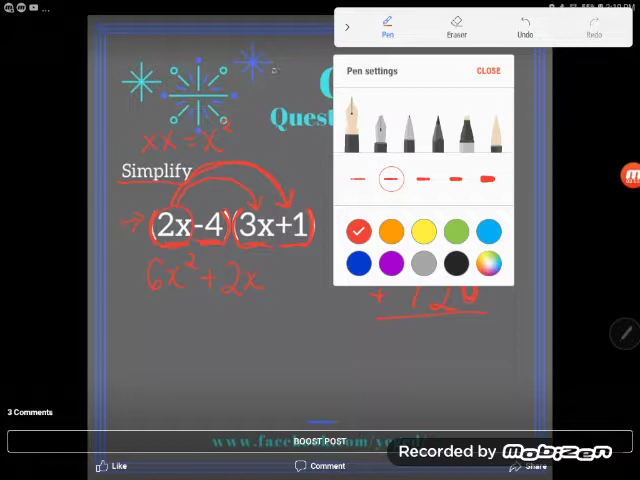 Pen
Eraser
Undo
Redo
Pen settings
CLOSE
Ques
xx = x²
Simplify
(2x-4)(3x+1)
6x² + 2x
3 Comments
BOOST POST
Recorded by
MOBIZEN
Like
Comment
Share